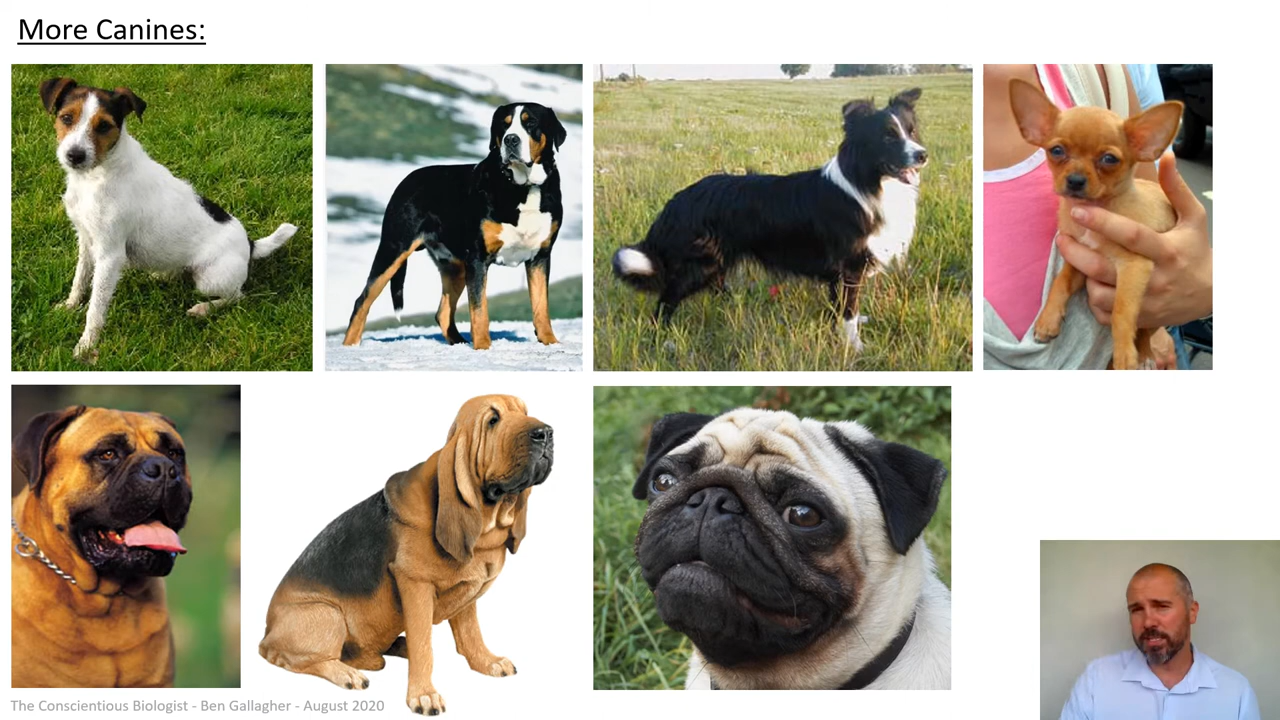 More Canines:
The Conscientious Biologist - Ben Gallagher - August 2020